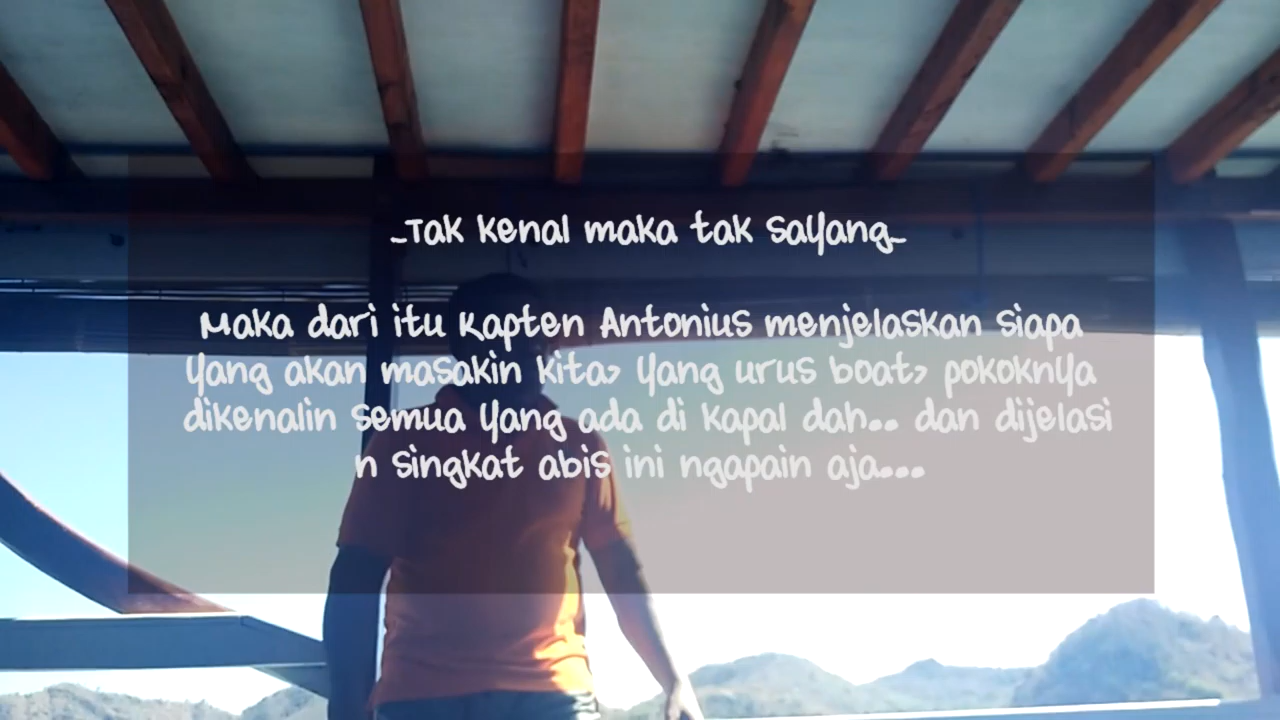 _Tak kenal maka tak sayang_
Maka dari itu Kapten Antonius menjelaskan siapa
yang akan masakin kita, yang urus boat, pokoknya
dikenalin semua yang ada di kapal dah.. dan dijelasi
n singkat abis ini ngapain aja...